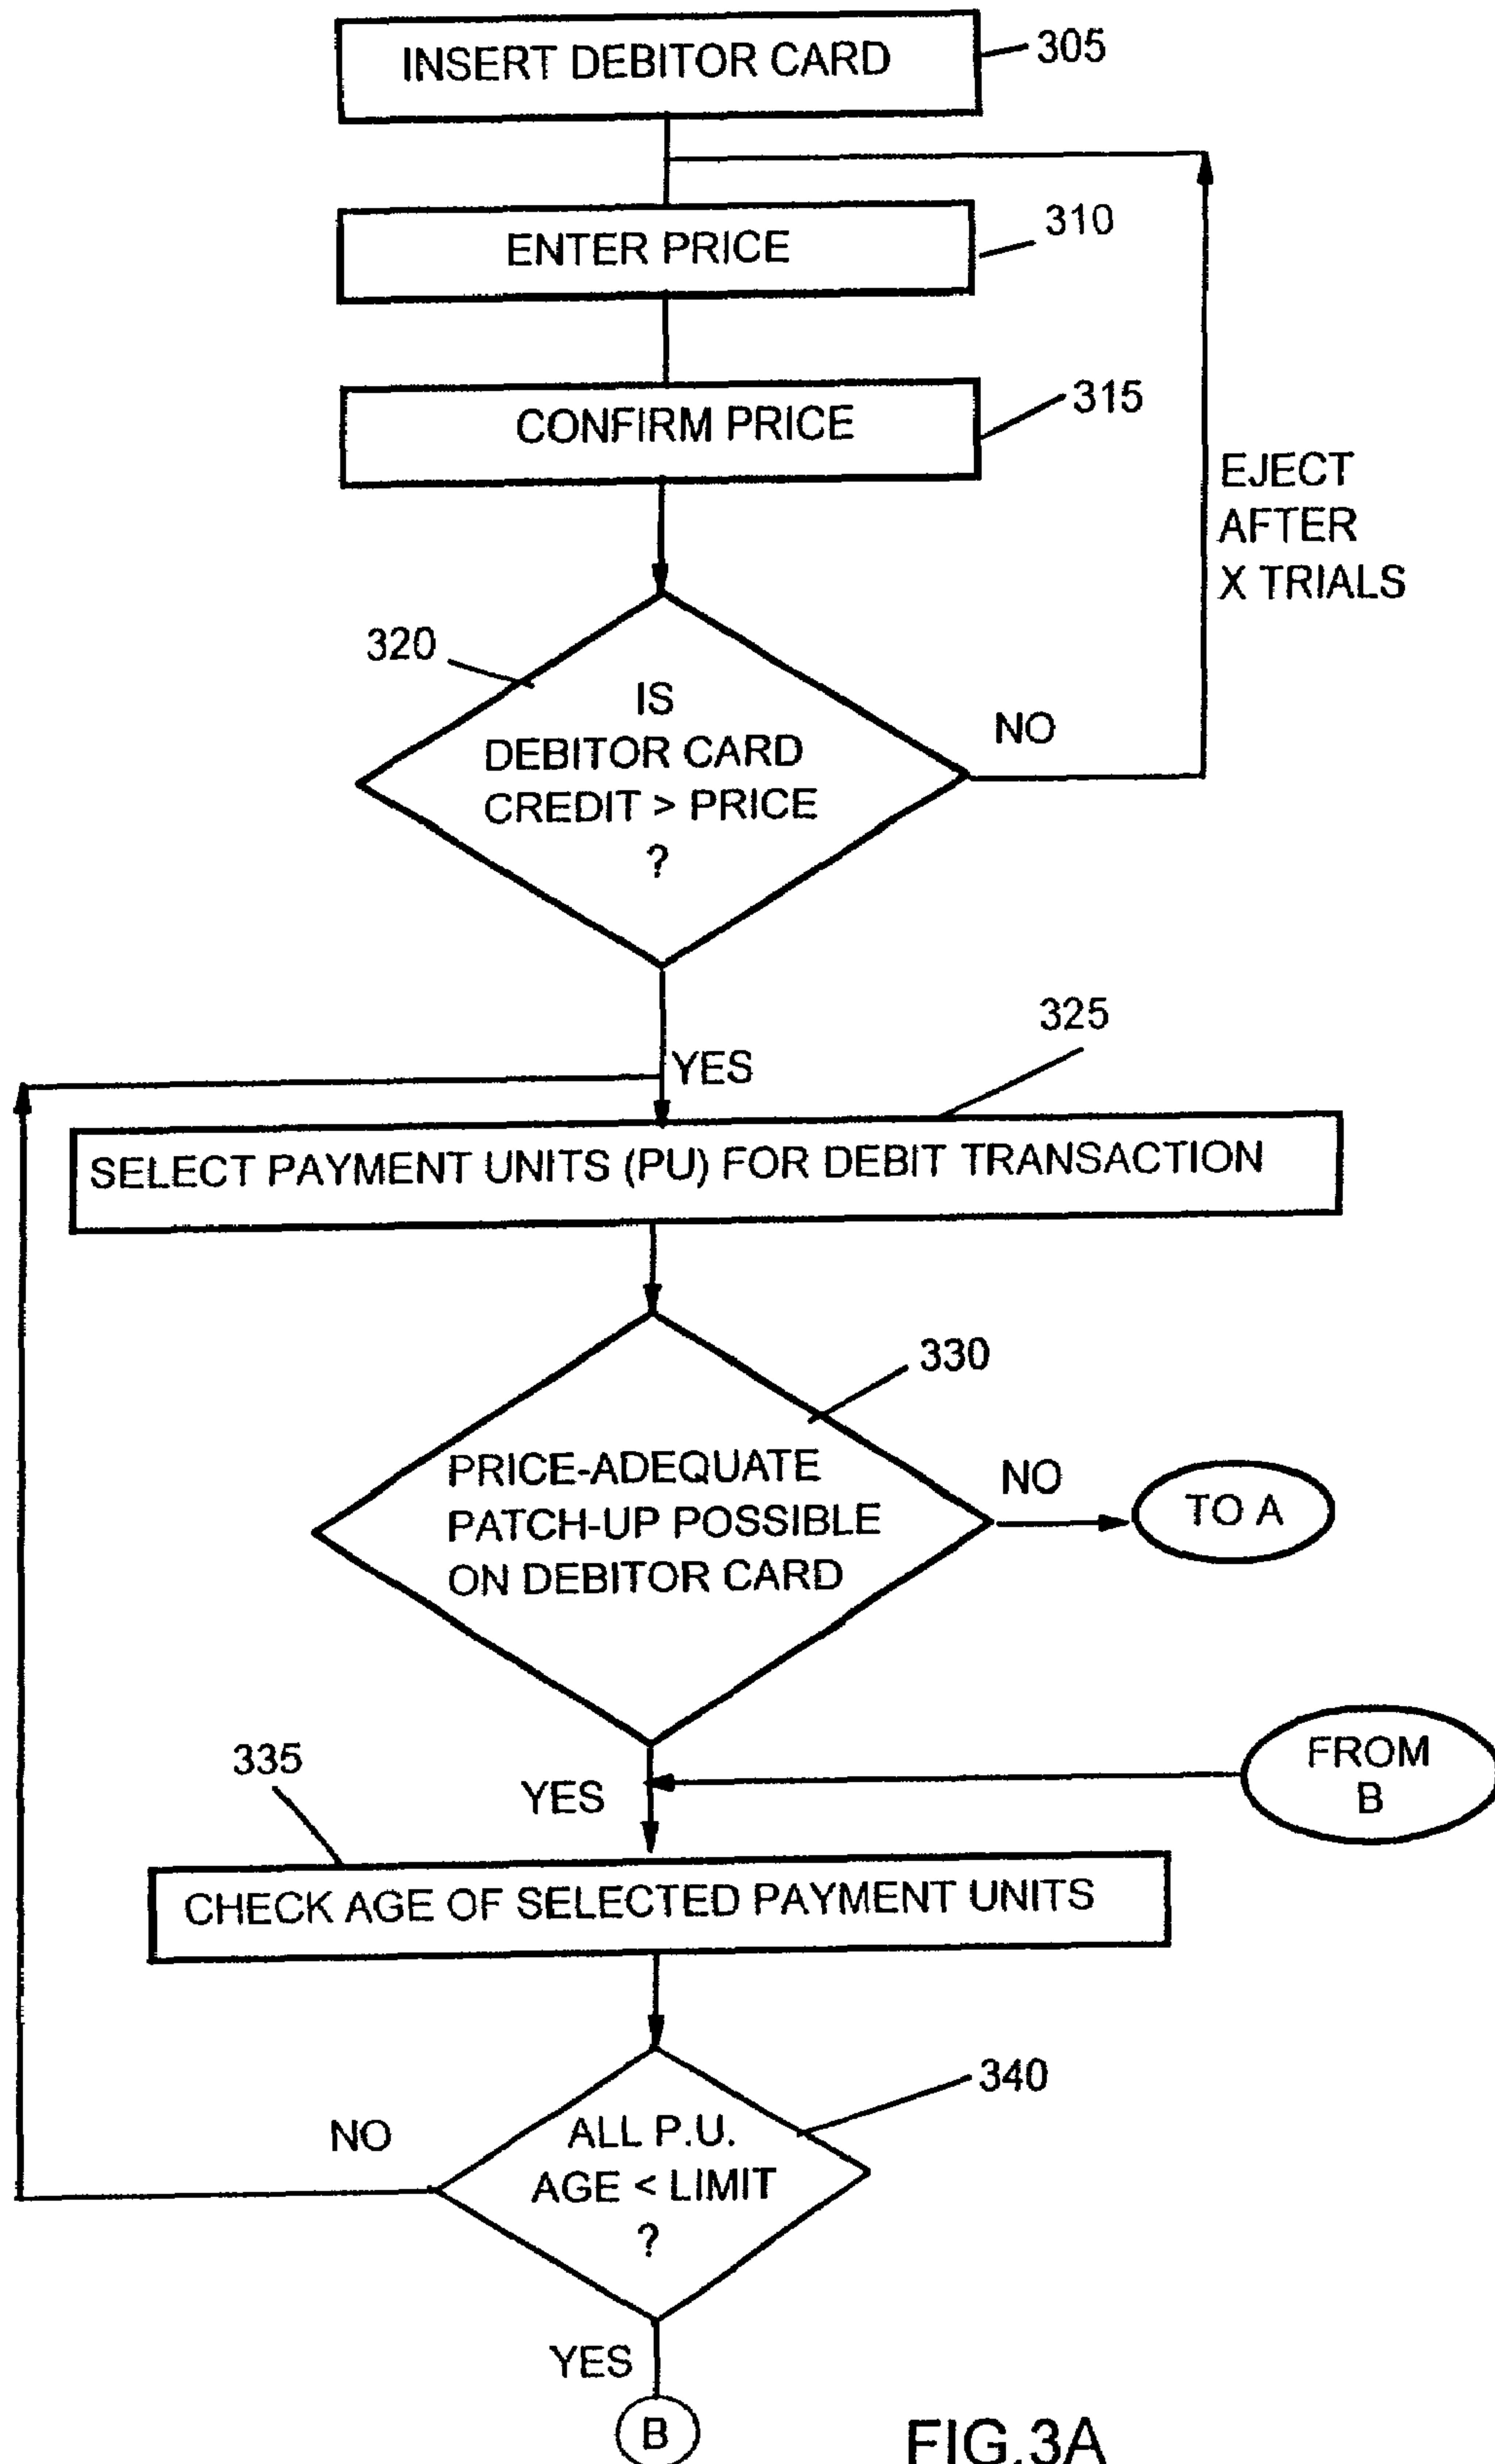 INSERT DEBITOR CARD
305
ENTER PRICE
310
CONFIRM PRICE
315
EJECT
AFTER
X TRIALS
320
IS
DEBITOR CARD
CREDIT > PRICE
?
NO
YES
325
SELECT PAYMENT UNITS (PU) FOR DEBIT TRANSACTION
330
PRICE-ADEQUATE
PATCH-UP POSSIBLE
ON DEBITOR CARD
NO
TO A
YES
FROM
B
335
CHECK AGE OF SELECTED PAYMENT UNITS
340
ALL P.U.
AGE < LIMIT
?
NO
YES
B
FIG.3A